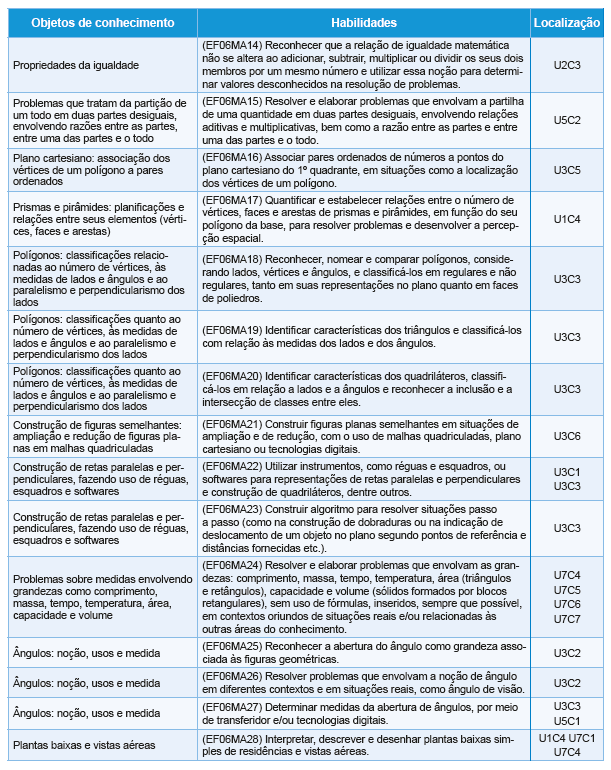 Objetos de conhecimento
Habilidades
Localização
Propriedades da igualdade
(EF06MA14) Reconhecer que a relação de igualdade matemática
não se altera ao adicionar, subtrair, multiplicar ou dividir os seus dois
membros por um mesmo número e utilizar essa noção para determi-
nar valores desconhecidos na resolução de problemas.
U2C3
Problemas que tratam da partição de
um todo em duas partes desiguais,
envolvendo razões entre as partes,
entre uma das partes e o todo
(EF06MA15) Resolver e elaborar problemas que envolvam a partilha
de uma quantidade em duas partes desiguais, envolvendo relações
aditivas e multiplicativas, bem como a razão entre as partes e entre
uma das partes e o todo.
U5C2
Plano cartesiano: associação dos
vértices de um polígono a pares
ordenados
(EF06MA16) Associar pares ordenados de números a pontos do
plano cartesiano do 1º quadrante, em situações como a localização
dos vértices de um polígono.
U3C5
Prismas e pirâmides: planificações e
relações entre seus elementos (vérti-
ces, faces e arestas)
(EF06MA17) Quantificar e estabelecer relações entre o número de
vértices, faces e arestas de prismas e pirâmides, em função do seu
polígono da base, para resolver problemas e desenvolver a percep-
ção espacial.
U1C4
Polígonos: classificações relacio-
nadas ao número de vértices, às
medidas de lados e ângulos e ao
paralelismo e perpendicularismo dos
lados
(EF06MA18) Reconhecer, nomear e comparar polígonos, conside-
rando lados, vértices e ângulos, e classificá-los em regulares e não
regulares, tanto em suas representações no plano quanto em faces
de poliedros.
U3C3
Polígonos: classificações quanto ao
número de vértices, às medidas de
lados e ângulos e ao paralelismo e
perpendicularismo dos lados
(EF06MA19) Identificar características dos triângulos e classificá-los
com relação às medidas dos lados e dos ângulos.
U3C3
Polígonos: classificações quanto ao
número de vértices, às medidas de
lados e ângulos e ao paralelismo e
perpendicularismo dos lados
(EF06MA20) Identificar características dos quadriláteros, classifi-
cá-los em relação a lados e a ângulos e reconhecer a inclusão e a
intersecção de classes entre eles.
U3C3
Construção de figuras semelhantes:
ampliação e redução de figuras pla-
nas em malhas quadriculadas
(EF06MA21) Construir figuras planas semelhantes em situações de
ampliação e de redução, com o uso de malhas quadriculadas, plano
cartesiano ou tecnologias digitais.
U3C6
Construção de retas paralelas e per-
pendiculares, fazendo uso de réguas,
esquadros e softwares
(EF06MA22) Utilizar instrumentos, como réguas e esquadros, ou
softwares para representações de retas paralelas e perpendiculares
e construção de quadriláteros, dentre outros.
U3C1
U3C3
Construção de retas paralelas e per-
pendiculares, fazendo uso de réguas,
esquadros e softwares
(EF06MA23) Construir algoritmo para resolver situações passo
a passo (como na construção de dobraduras ou na indicação de
deslocamento de um objeto no plano segundo pontos de referência e
distâncias fornecidas etc.).
U3C3
Problemas sobre medidas envolvendo
grandezas como comprimento,
massa, tempo, temperatura, área,
capacidade e volume
(EF06MA24) Resolver e elaborar problemas que envolvam as gran-
dezas: comprimento, massa, tempo, temperatura, área (triângulos
e retângulos), capacidade e volume (sólidos formados por blocos
retangulares), sem uso de fórmulas, inseridos, sempre que possível,
em contextos oriundos de situações reais e/ou relacionadas às
outras áreas do conhecimento.
U7C4
U7C5
U7C6
U7C7
Ângulos: noção, usos e medida
(EF06MA25) Reconhecer a abertura do ângulo como grandeza asso-
ciada às figuras geométricas.
U3C2
Ângulos: noção, usos e medida
(EF06MA26) Resolver problemas que envolvam a noção de ângulo
em diferentes contextos e em situações reais, como ângulo de visão.
U3C2
Ângulos: noção, usos e medida
(EF06MA27) Determinar medidas da abertura de ângulos, por meio
de transferidor e/ou tecnologias digitais.
U3C3
U5C1
Plantas baixas e vistas aéreas
(EF06MA28) Interpretar, descrever e desenhar plantas baixas sim-
ples de residências e vistas aéreas.
U1C4 U7C1
U7C4